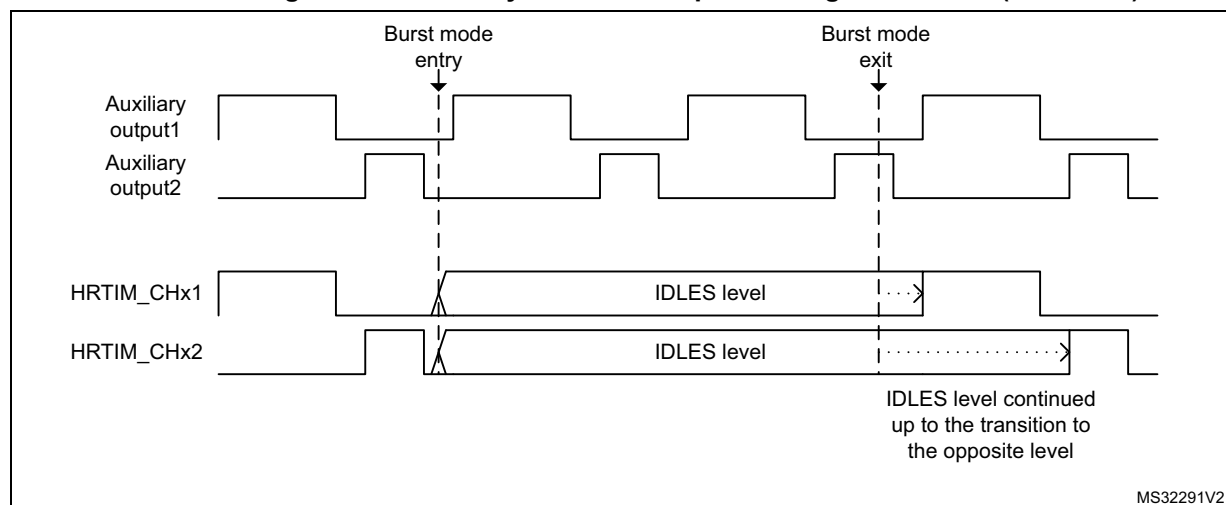 Burst mode
entry
Burst mode
exit
Auxiliary
output1
Auxiliary
output2
HRTIM_CHx1
IDLES level
HRTIM_CHx2
IDLES level
IDLES level continued
up to the transition to
the opposite level
MS32291V2